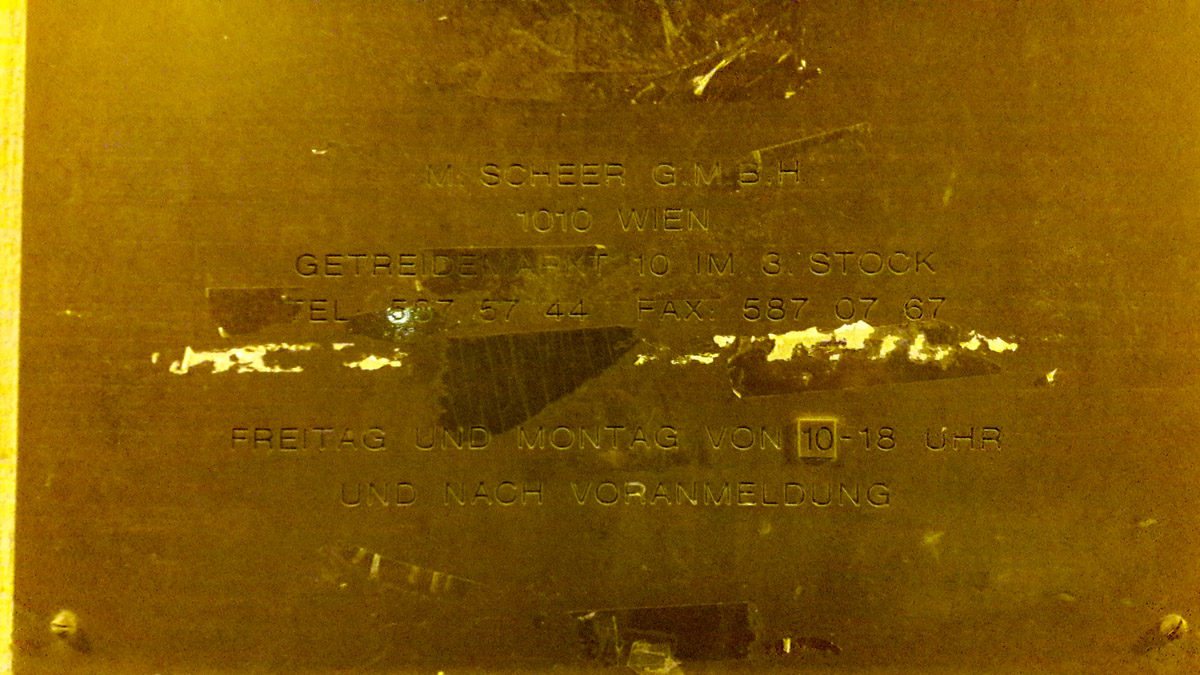 M. SCHEER G.M.B.H.
1010 WIEN
GETREIDEMARKT 10 IM 3. STOCK
TEL. 587 57 44 FAX: 587 07 67
FREITAG UND MONTAG VON 10-18 UHR
UND NACH VORANMELDUNG